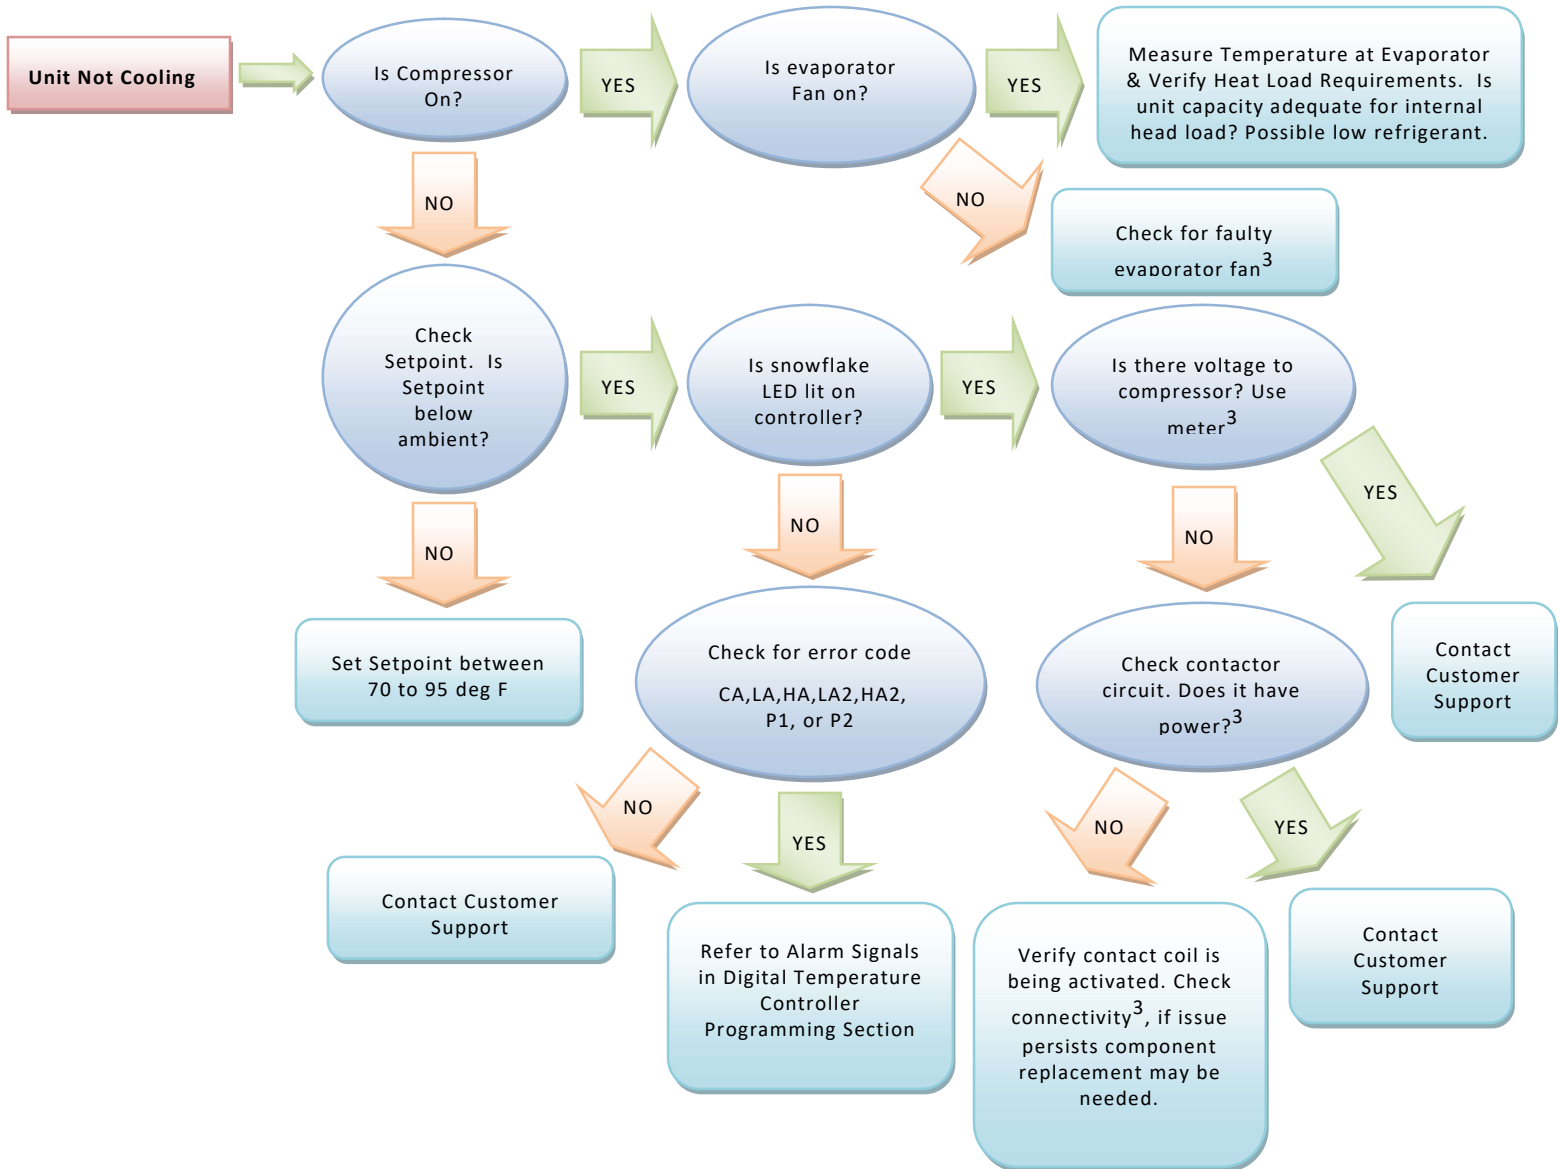 Unit Not Cooling
Is Compressor
On?
YES
Is evaporator
Fan on?
YES
Measure Temperature at Evaporator
& Verify Heat Load Requirements.  Is
unit capacity adequate for internal
head load? Possible low refrigerant.
NO
NO
Check for faulty
evaporator fan3
Check
Setpoint.  Is
Setpoint
below
ambient?
YES
Is snowflake
LED lit on
controller?
YES
Is there voltage to
compressor? Use
meter3
YES
NO
NO
NO
Set Setpoint between
70 to 95 deg F
Check for error code
CA,LA,HA,LA2,HA2,
P1, or P2
Check contactor
circuit. Does it have
power?3
Contact
Customer
Support
NO
YES
NO
YES
Contact Customer
Support
Refer to Alarm Signals
in Digital Temperature
Controller
Programming Section
Verify contact coil is
being activated. Check
connectivity3, if issue
persists component
replacement may be
needed.
Contact
Customer
Support